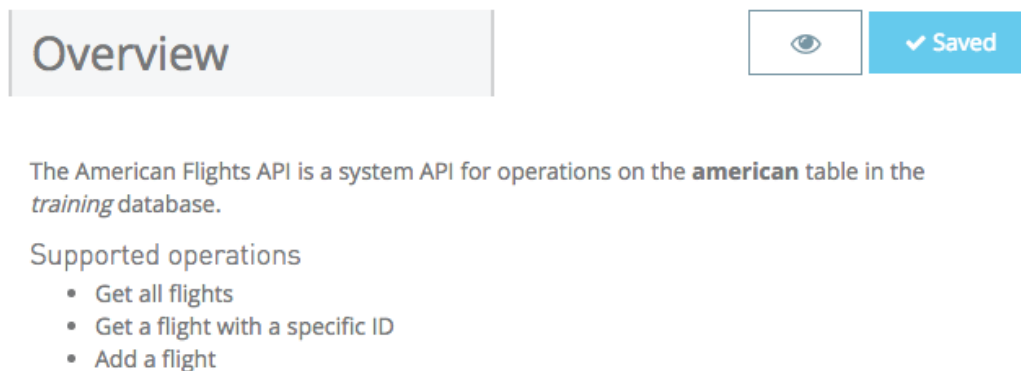 Overview
Saved
The American Flights API is a system API for operations on the american table in the
training database.
Supported operations
Get all flights
Get a flight with a specific ID
Add a flight